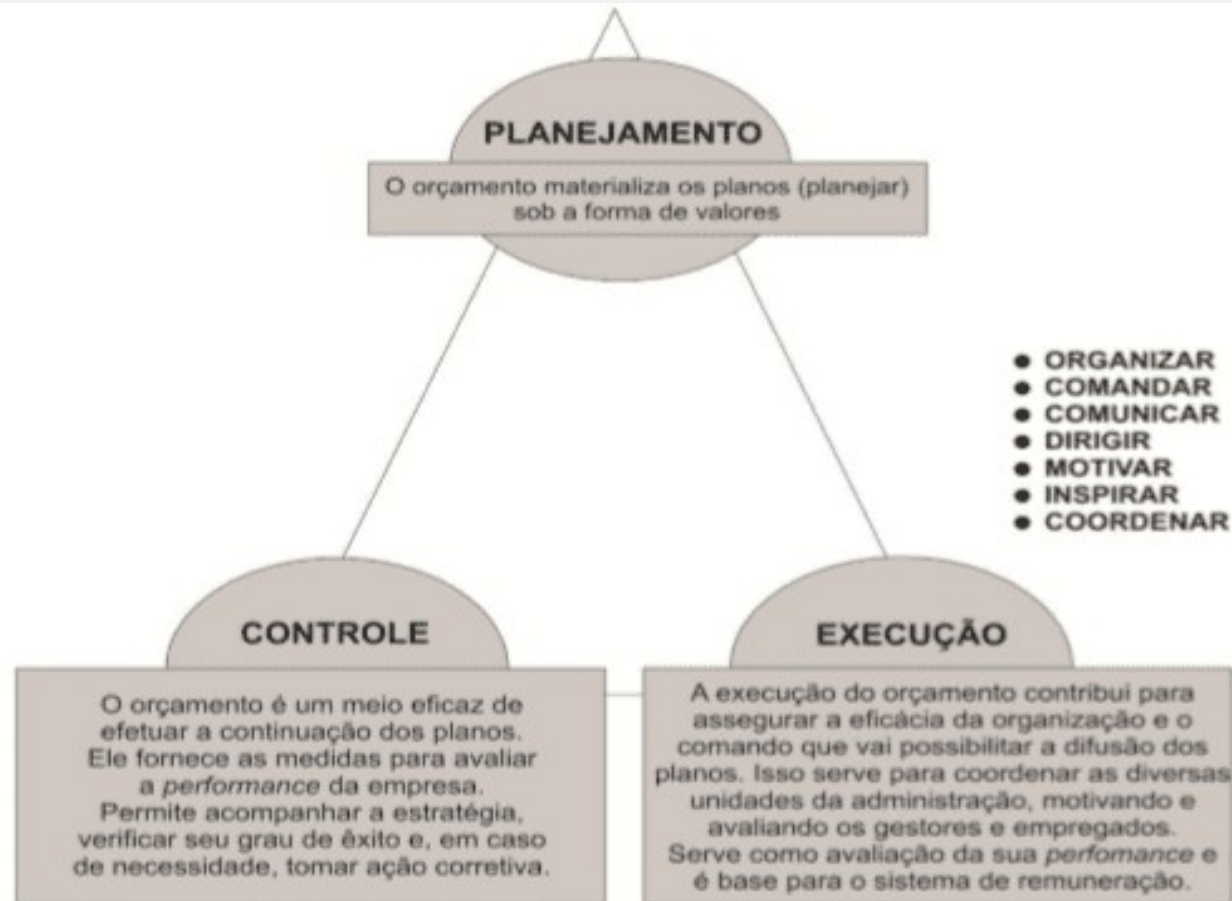 PLANEJAMENTO
O orçamento materializa os planos (planejar)
sob a forma de valores
● ORGANIZAR
● COMANDAR
● COMUNICAR
● DIRIGIR
● MOTIVAR
● INSPIRAR
● COORDENAR
CONTROLE
O orçamento é um meio eficaz de
efetuar a continuação dos planos.
Ele fornece as medidas para avaliar
a performance da empresa.
Permite acompanhar a estratégia,
verificar seu grau de êxito e, em caso
de necessidade, tomar ação corretiva.
EXECUÇÃO
A execução do orçamento contribui para
assegurar a eficácia da organização e o
comando que vai possibilitar a difusão dos
planos. Isso serve para coordenar as diversas
unidades da administração, motivando e
avaliando os gestores e empregados.
Serve como avaliação da sua perfomance e
é base para o sistema de remuneração.